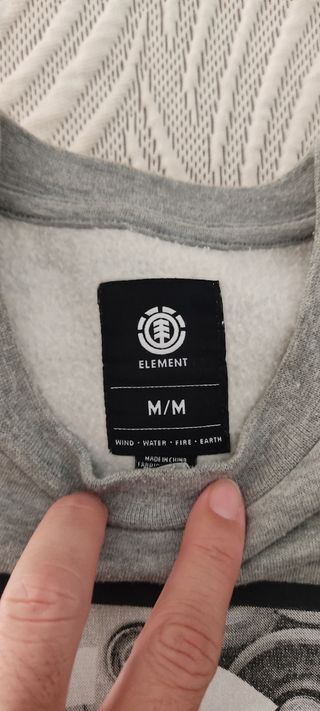 ELEMENT
M/M
WIND • WATER • FIRE • EARTH
MADE IN CHINA